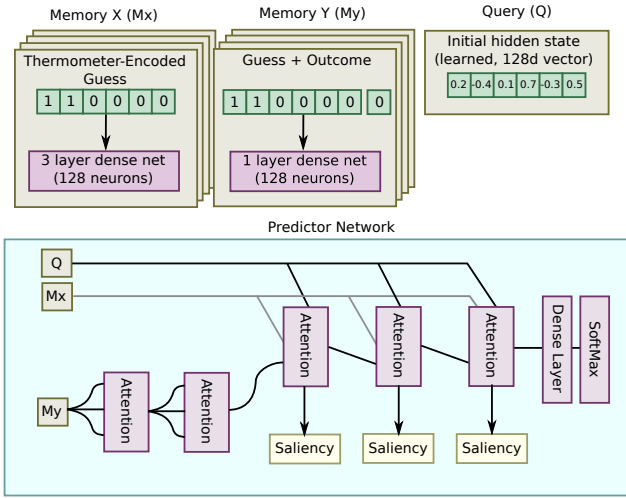 Memory X (Mx)
Thermometer-Encoded
Guess
1 1 0 0 0 0
3 layer dense net
(128 neurons)
Memory Y (My)
Guess + Outcome
1 1 0 0 0 0 0
1 layer dense net
(128 neurons)
Query (Q)
Initial hidden state
(learned, 128d vector)
0.2 -0.4 0.1 0.7 -0.3 0.5
Predictor Network
Q
Mx
My
Attention
Attention
Attention
Attention
Attention
Dense Layer
SoftMax
Saliency
Saliency
Saliency